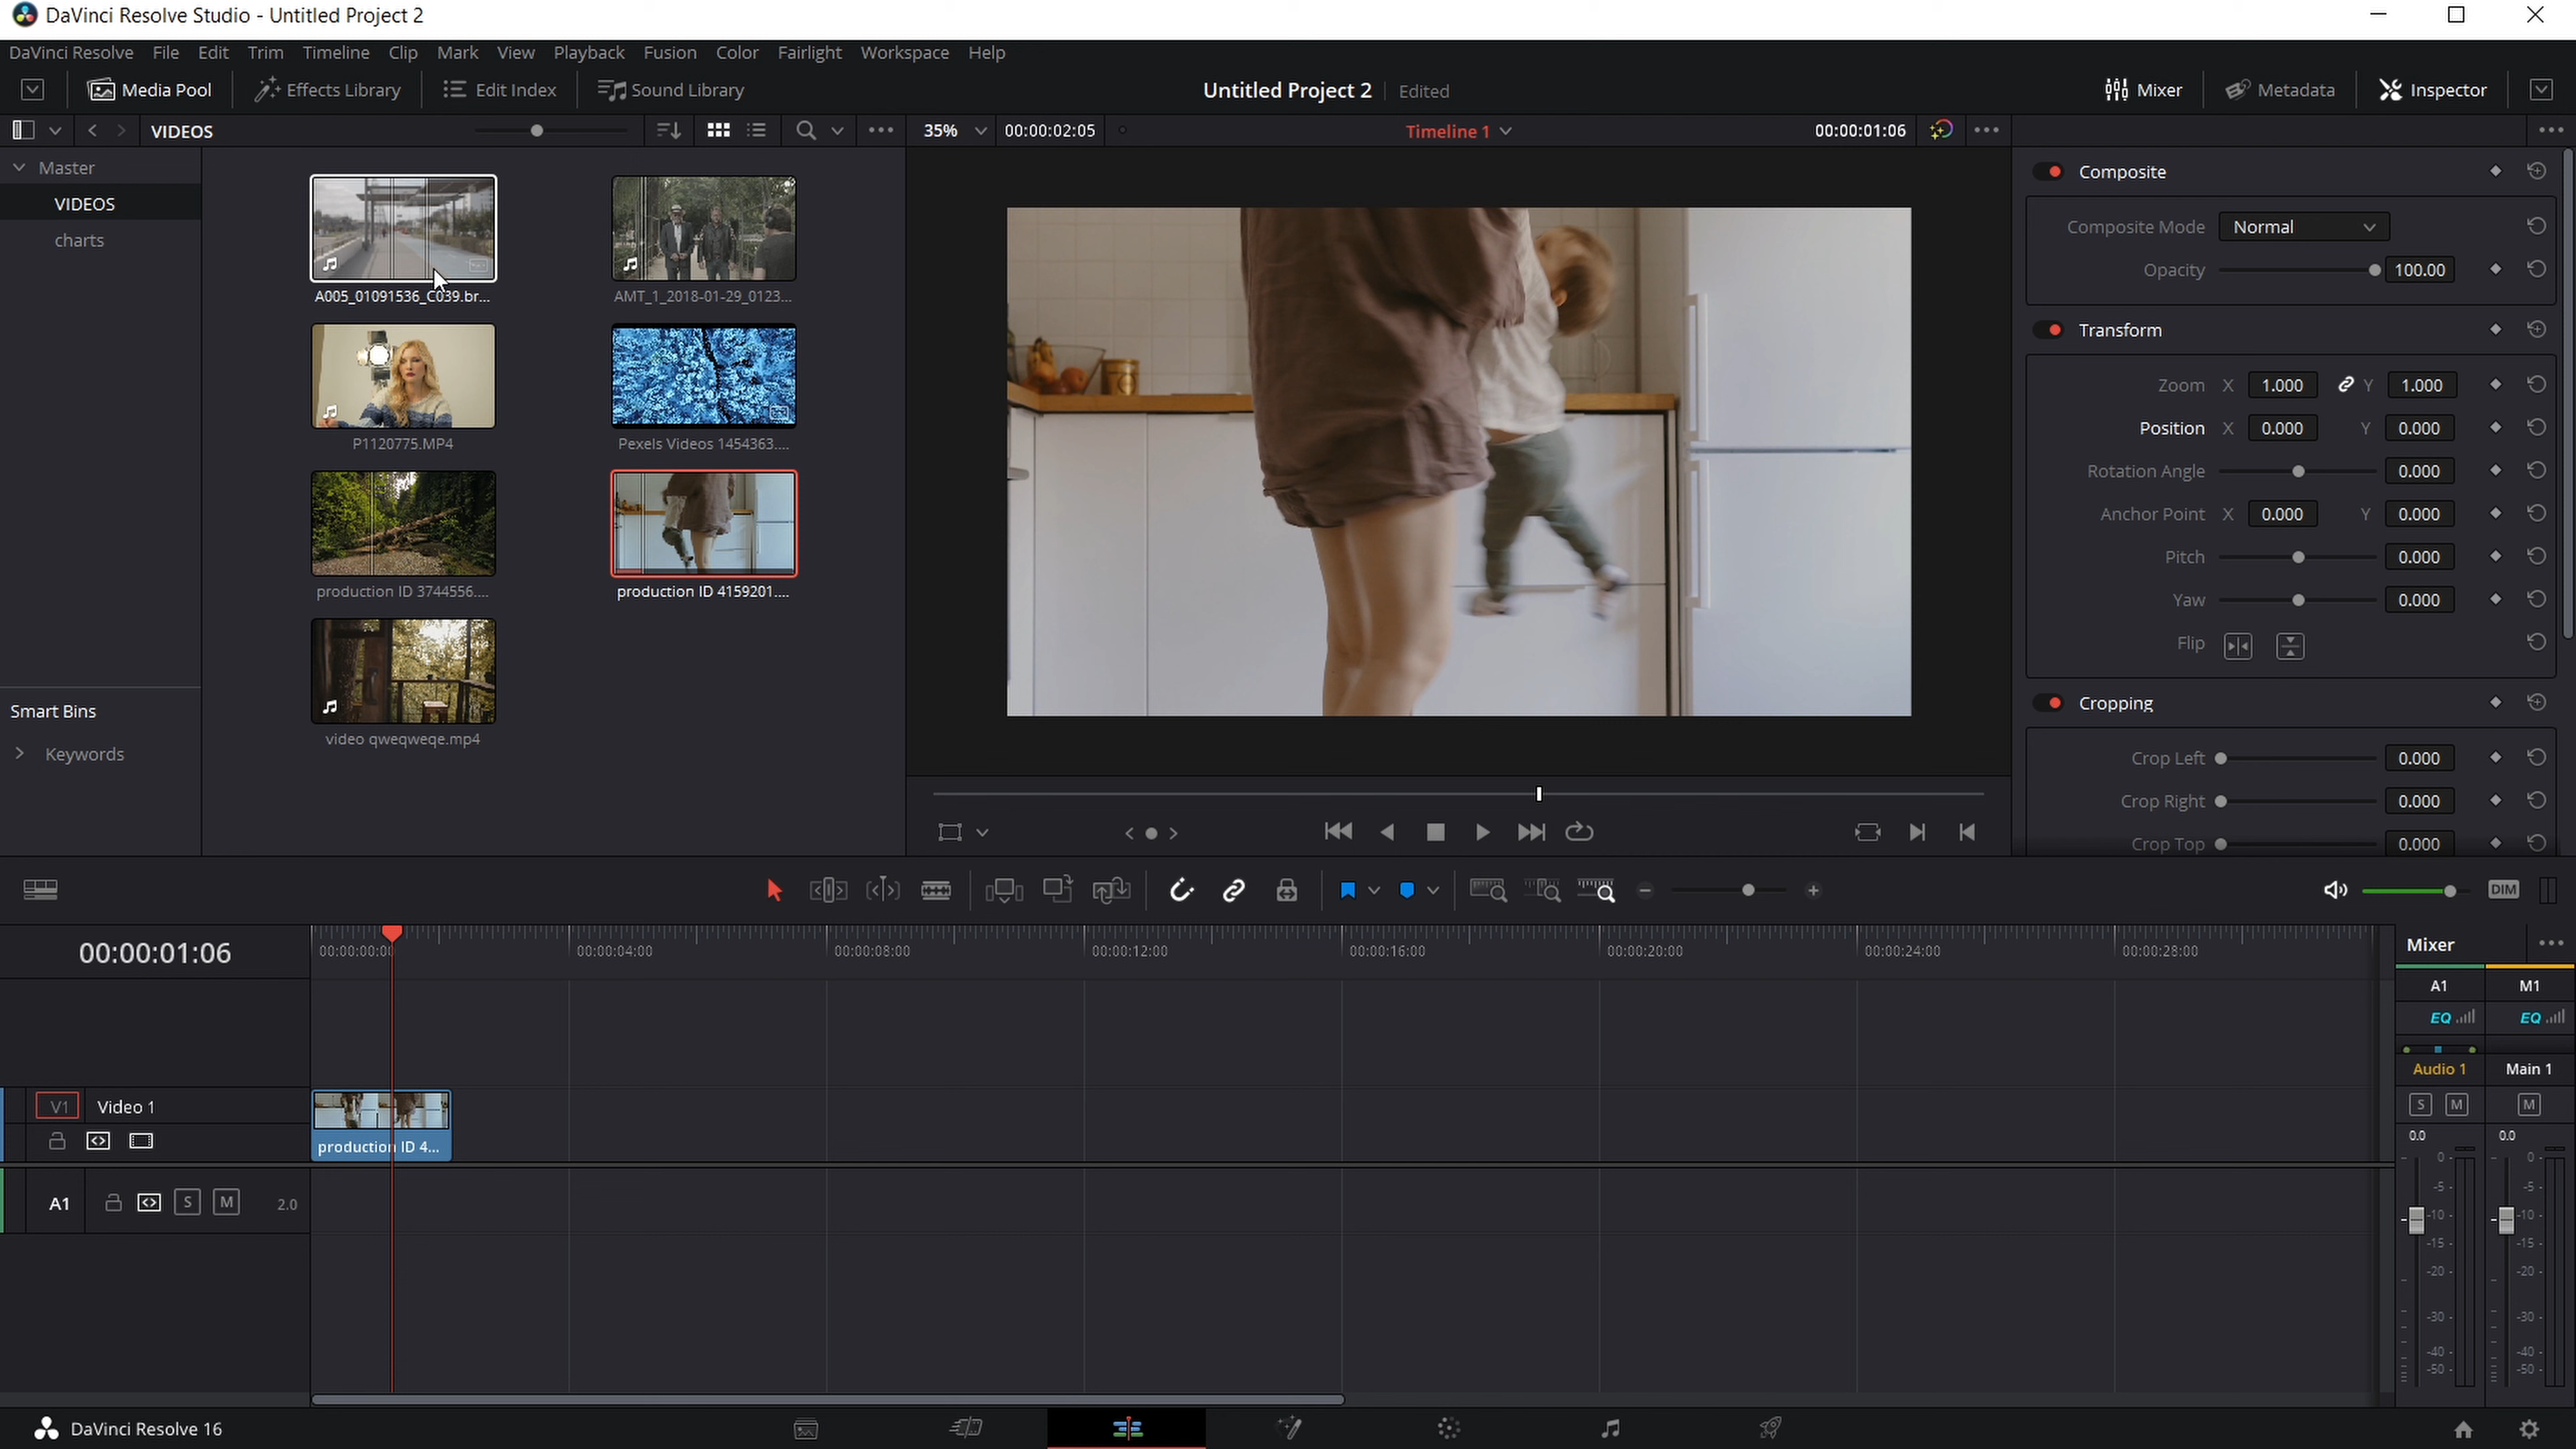 DaVinci Resolve Studio - Untitled Project 2
DaVinci Resolve File Edit Trim Timeline Clip Mark View Playback Fusion Color Fairlight Workspace Help
Media Pool Effects Library Edit Index Sound Library Untitled Project 2 Edited Mixer Metadata Inspector
VIDEOS 35% 00:00:02:05 Timeline 1 00:00:01:06
Master
VIDEOS
charts
Smart Bins
Keywords
A005_01091536_C039.br... AMT_1_2018-01-29_0123...
P1120775.MP4 Pexels Videos 1454363....
production ID 3744556.... production ID 4159201....
video qweqweqe.mp4
Composite
Composite Mode Normal
Opacity 100.00
Transform
Zoom X 1.000 Y 1.000
Position X 0.000 Y 0.000
Rotation Angle 0.000
Anchor Point X 0.000 Y 0.000
Pitch 0.000
Yaw 0.000
Flip
Cropping
Crop Left 0.000
Crop Right 0.000
Crop Top 0.000
DIM
00:00:01:06 00:00:00:00 00:00:04:00 00:00:08:00 00:00:12:00 00:00:16:00 00:00:20:00 00:00:24:00 00:00:28:00
V1 Video 1
production ID 4...
A1 S M 2.0
Mixer
A1 M1
EQ EQ
Audio 1 Main 1
S M M
0.0 0.0
0 0
-5 -5
-10 -10
-15 -15
-20 -20
-30 -30
-40 -40
-50 -50
DaVinci Resolve 16